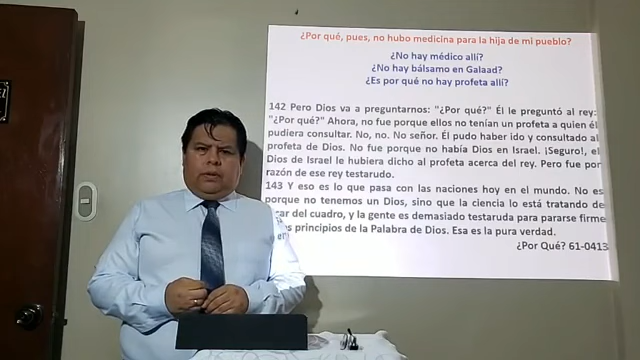 ¿Por qué, pues, no hubo medicina para la hija de mi pueblo?
¿No hay médico allí?
¿No hay bálsamo en Galaad?
¿Es por qué no hay profeta allí?
142 Pero Dios va a preguntarnos: "¿Por qué?" Él le preguntó al rey:
"¿Por qué?" Ahora, no fue porque ellos no tenían un profeta a quien él
pudiera consultar. No, no. No señor. Él pudo haber ido y consultado al
profeta de Dios. No fue porque no había Dios en Israel. ¡Seguro!, el
Dios de Israel le hubiera dicho al profeta acerca del rey. Pero fue por
razón de ese rey testarudo.
143 Y eso es lo que pasa con las naciones hoy en el mundo. No es
porque no tenemos un Dios, sino que la ciencia lo está tratando de
del cuadro, y la gente es demasiado testaruda para pararse firme
principios de la Palabra de Dios. Esa es la pura verdad.
¿Por Qué? 61-0413